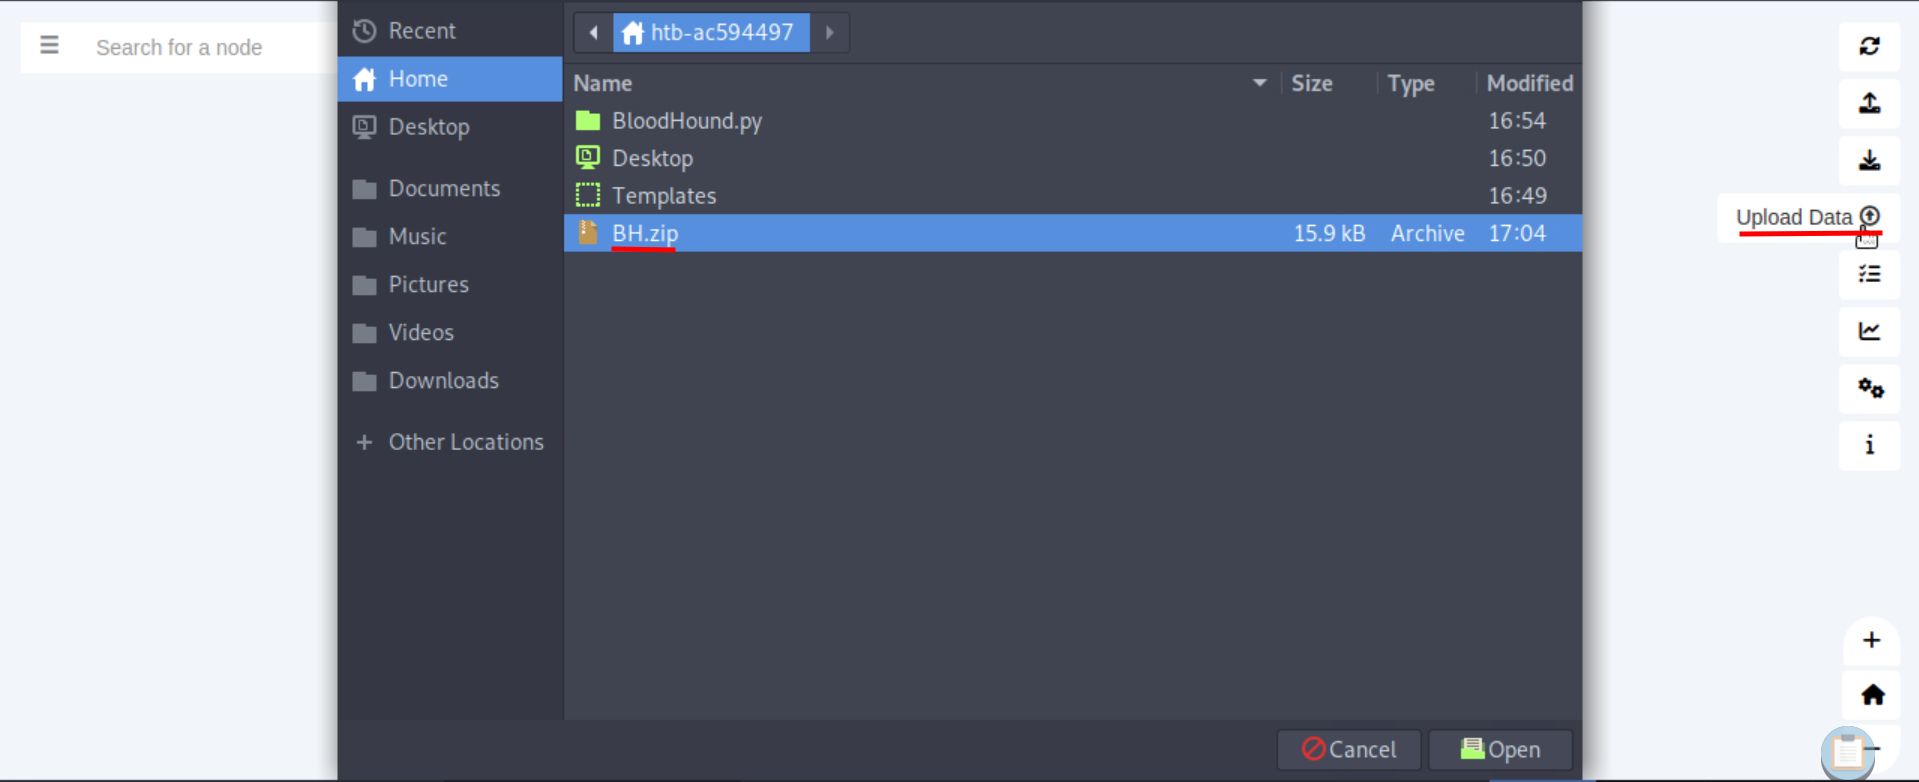 Search for a node
Recent
Home
Desktop
Documents
Music
Pictures
Videos
Downloads
+ Other Locations
htb-ac594497
Name Size Type Modified
BloodHound.py 16:54
Desktop 16:50
Templates 16:49
BH.zip 15.9 kB Archive 17:04
Cancel Open
Upload Data